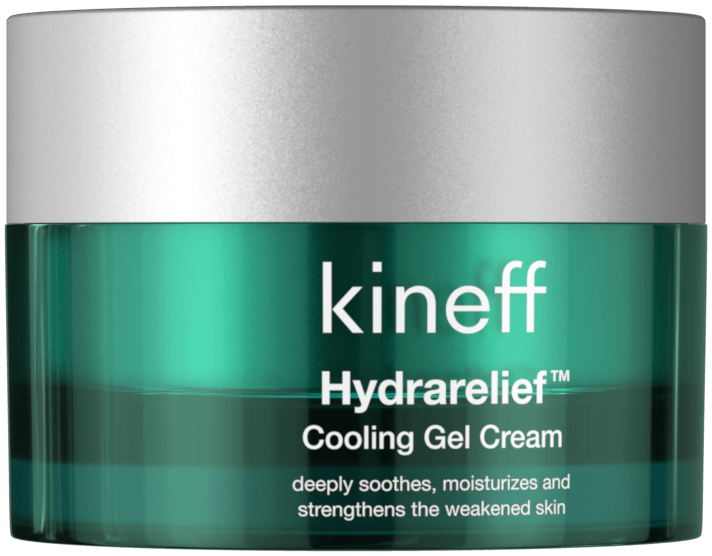 kineff
Hydrarelief™
Cooling Gel Cream
deeply soothes, moisturizes and
strengthens the weakened skin